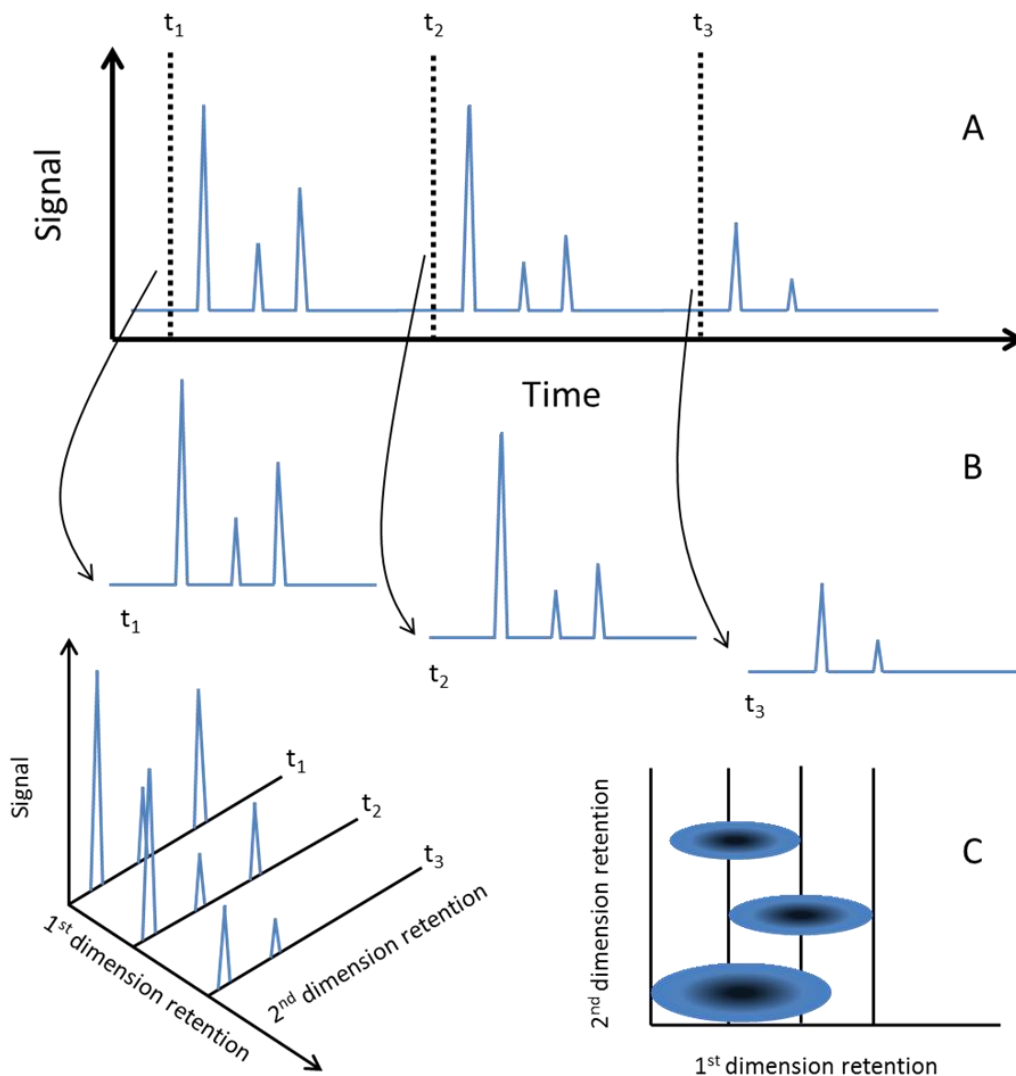 t₁
t₂
t₃
A
Signal
Time
B
t₁
t₂
t₃
Signal
t₁
t₂
t₃
1ˢᵗ dimension retention
2ⁿᵈ dimension retention
C
2ⁿᵈ dimension retention
1ˢᵗ dimension retention